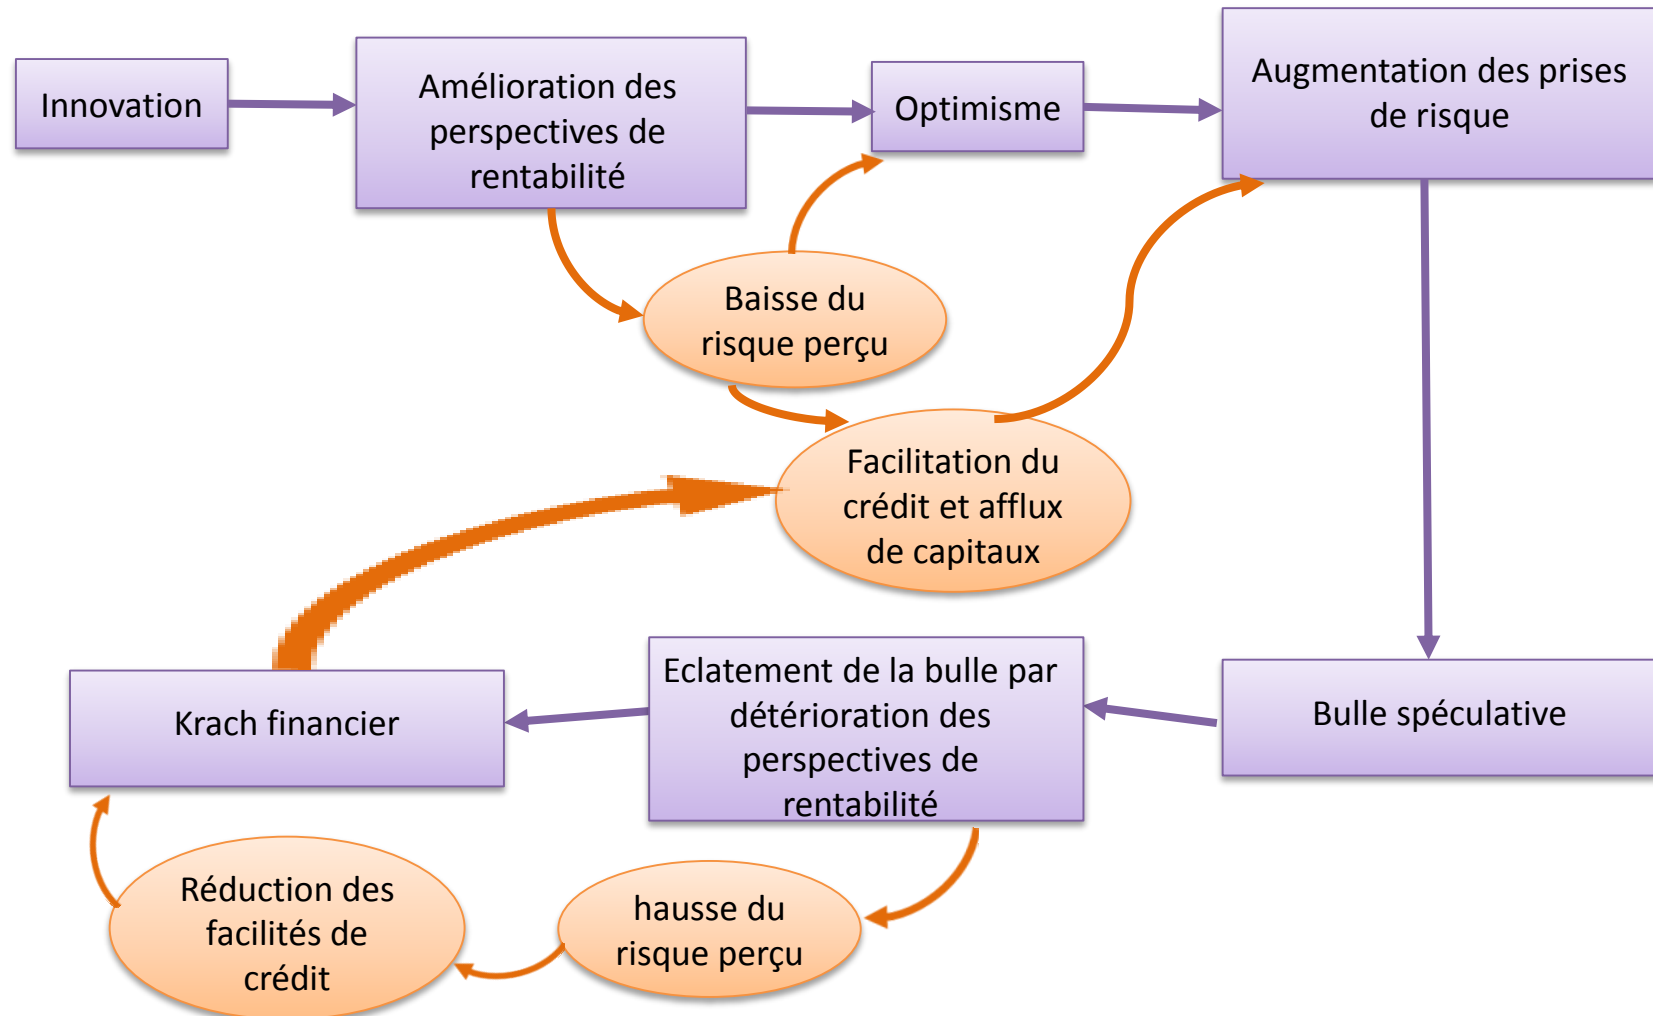 Innovation
Amélioration des
perspectives de
rentabilité
Optimisme
Augmentation des prises
de risque
Baisse du
risque perçu
Facilitation du
crédit et afflux
de capitaux
Krach financier
Eclatement de la bulle par
détérioration des
perspectives de
rentabilité
Bulle spéculative
Réduction des
facilités de
crédit
hausse du
risque perçu